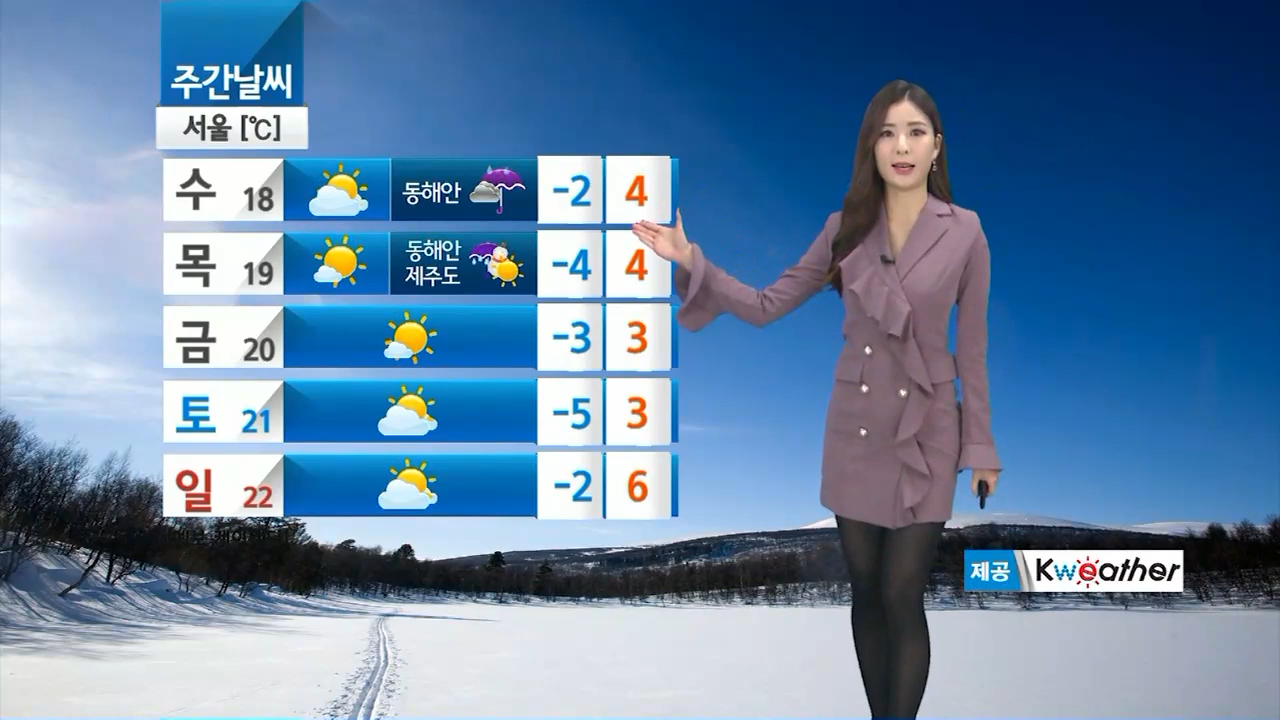 주간날씨
서울 [℃]
수 18 동해안 -2 4
목 19 동해안 제주도 -4 4
금 20 -3 3
토 21 -5 3
일 22 -2 6
제공 Kweather